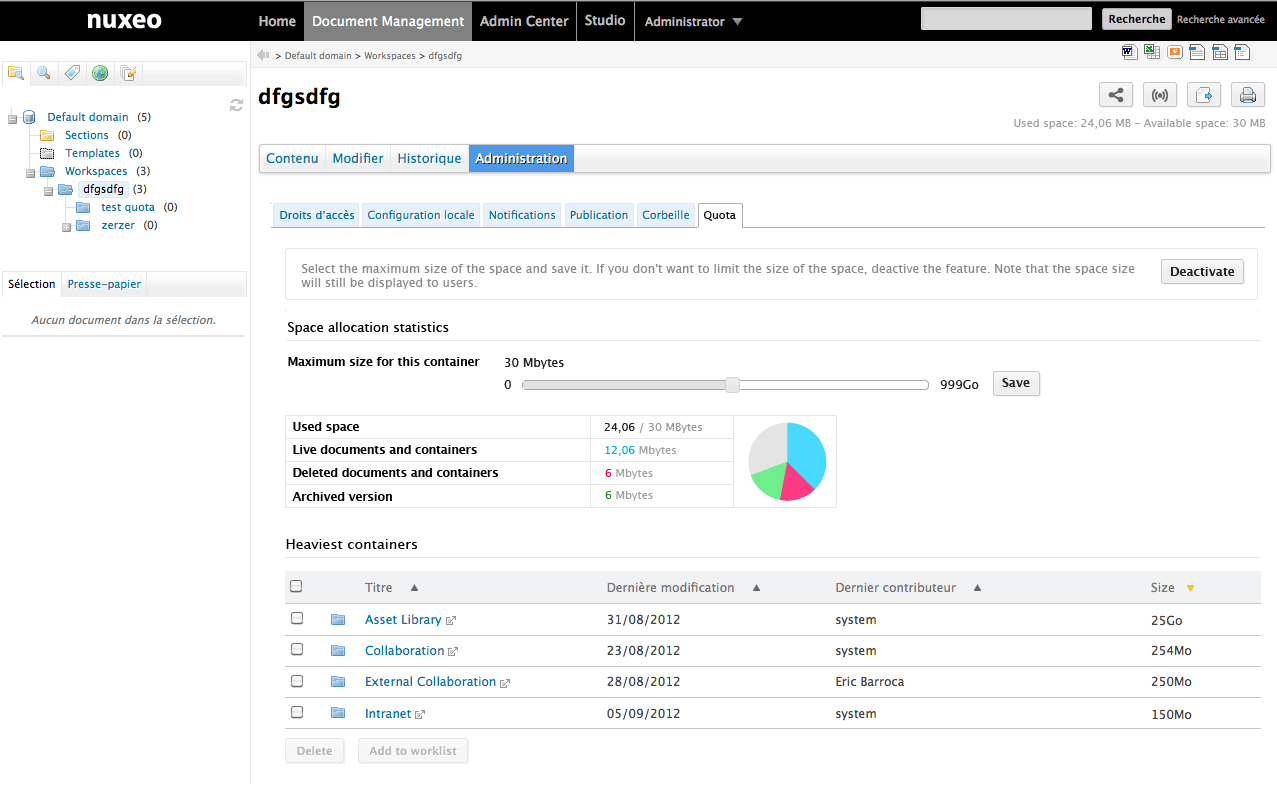 nuxeo Home Document Management Admin Center Studio Administrator Recherche Recherche avancée
> Default domain > Workspaces > dfgsdfg
dfgsdfg
Used space: 24,06 MB - Available space: 30 MB
Default domain (5)
Sections (0)
Templates (0)
Workspaces (3)
dfgsdfg (3)
test quota (0)
zerzer (0)
Sélection Presse-papier
Aucun document dans la sélection.
Contenu Modifier Historique Administration
Droits d'accès Configuration locale Notifications Publication Corbeille Quota
Select the maximum size of the space and save it. If you don't want to limit the size of the space, deactive the feature. Note that the space size
will still be displayed to users.
Deactivate
Space allocation statistics
Maximum size for this container 30 Mbytes
0 999Go Save
Used space 24,06 / 30 MBytes
Live documents and containers 12,06 Mbytes
Deleted documents and containers 6 Mbytes
Archived version 6 Mbytes
Heaviest containers
Titre Dernière modification Dernier contributeur Size
Asset Library 31/08/2012 system 25Go
Collaboration 23/08/2012 system 254Mo
External Collaboration 28/08/2012 Eric Barroca 250Mo
Intranet 05/09/2012 system 150Mo
Delete Add to worklist